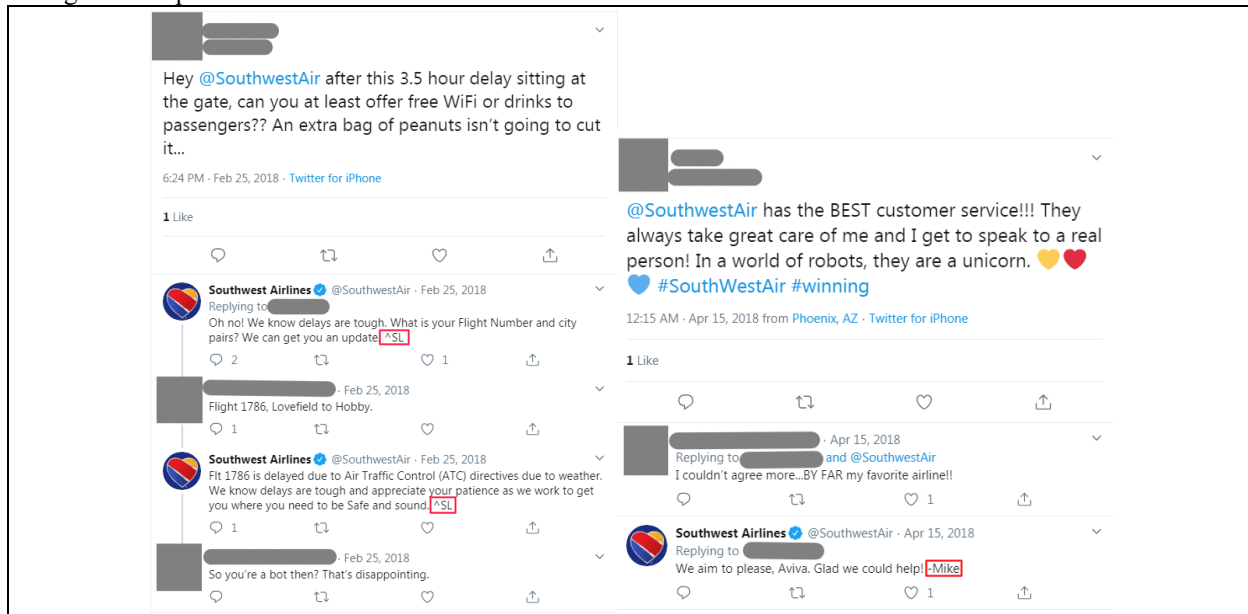 Hey @SouthwestAir after this 3.5 hour delay sitting at
the gate, can you at least offer free WiFi or drinks to
passengers?? An extra bag of peanuts isn't going to cut
it...
6:24 PM · Feb 25, 2018 · Twitter for iPhone
1 Like
Southwest Airlines @SouthwestAir · Feb 25, 2018
Replying to
Oh no! We know delays are tough. What is your Flight Number and city
pairs? We can get you an update. ^SL
2 1
· Feb 25, 2018
Flight 1786, Lovefield to Hobby.
1
Southwest Airlines @SouthwestAir · Feb 25, 2018
Flt 1786 is delayed due to Air Traffic Control (ATC) directives due to weather.
We know delays are tough and appreciate your patience as we work to get
you where you need to be Safe and sound. ^SL
1
· Feb 25, 2018
So you're a bot then? That's disappointing.
@SouthwestAir has the BEST customer service!!! They
always take great care of me and I get to speak to a real
person! In a world of robots, they are a unicorn. 💛❤️
💙 #SouthWestAir #winning
12:15 AM · Apr 15, 2018 from Phoenix, AZ · Twitter for iPhone
1 Like
· Apr 15, 2018
Replying to and @SouthwestAir
I couldn't agree more...BY FAR my favorite airline!!
1
Southwest Airlines @SouthwestAir · Apr 15, 2018
Replying to
We aim to please, Aviva. Glad we could help! -Mike
1